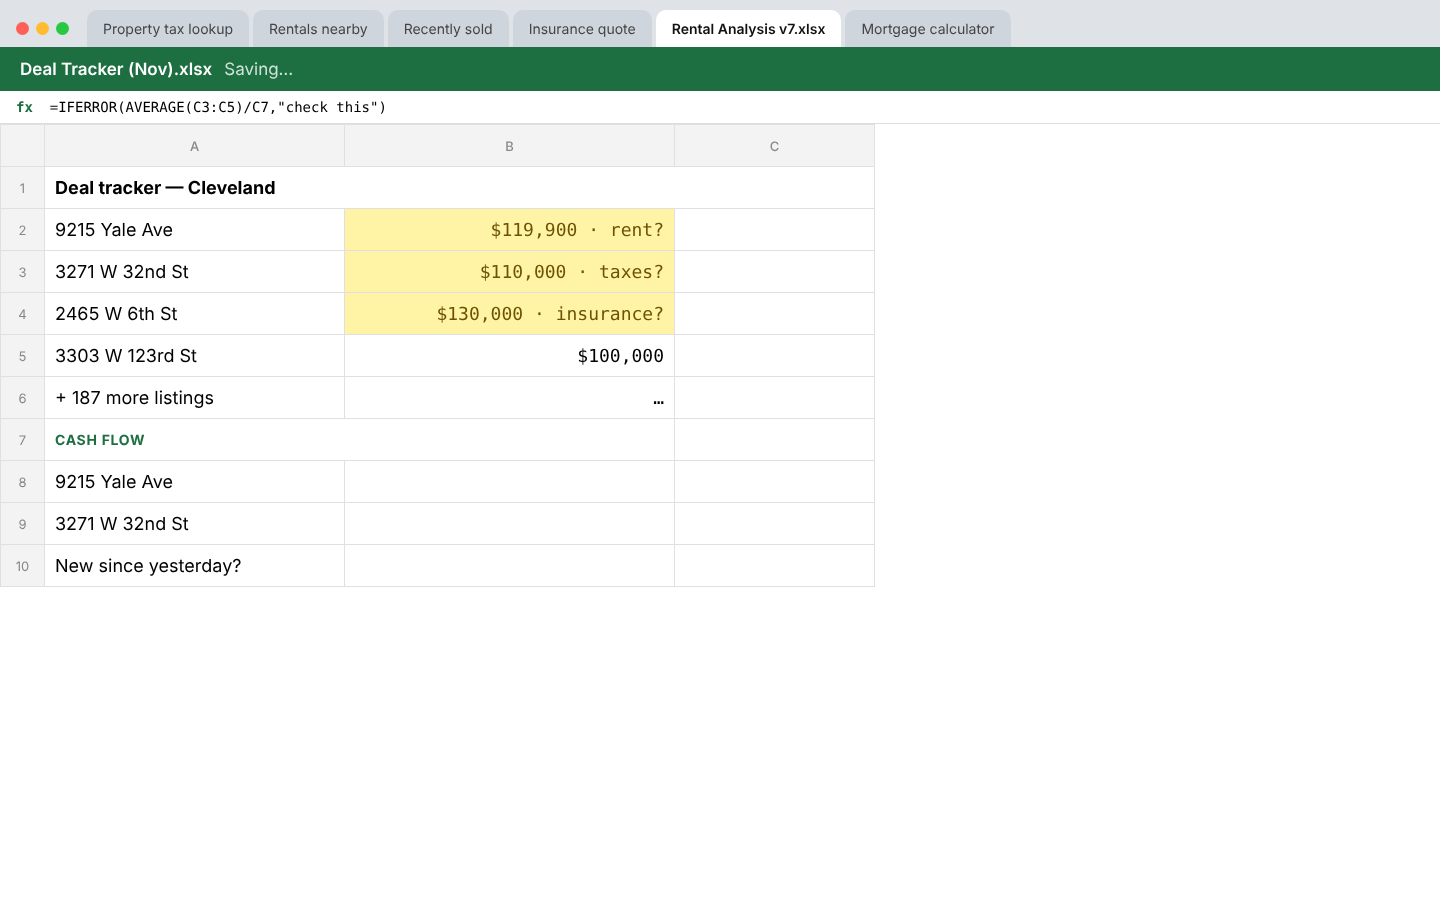 Property tax lookup Rentals nearby Recently sold Insurance quote Rental Analysis v7.xlsx Mortgage calculator
Deal Tracker (Nov).xlsx Saving...
fx =IFERROR(AVERAGE(C3:C5)/C7,"check this")
A B C
1 Deal tracker — Cleveland
2 9215 Yale Ave $119,900 · rent?
3 3271 W 32nd St $110,000 · taxes?
4 2465 W 6th St $130,000 · insurance?
5 3303 W 123rd St $100,000
6 + 187 more listings …
7 CASH FLOW
8 9215 Yale Ave
9 3271 W 32nd St
10 New since yesterday?